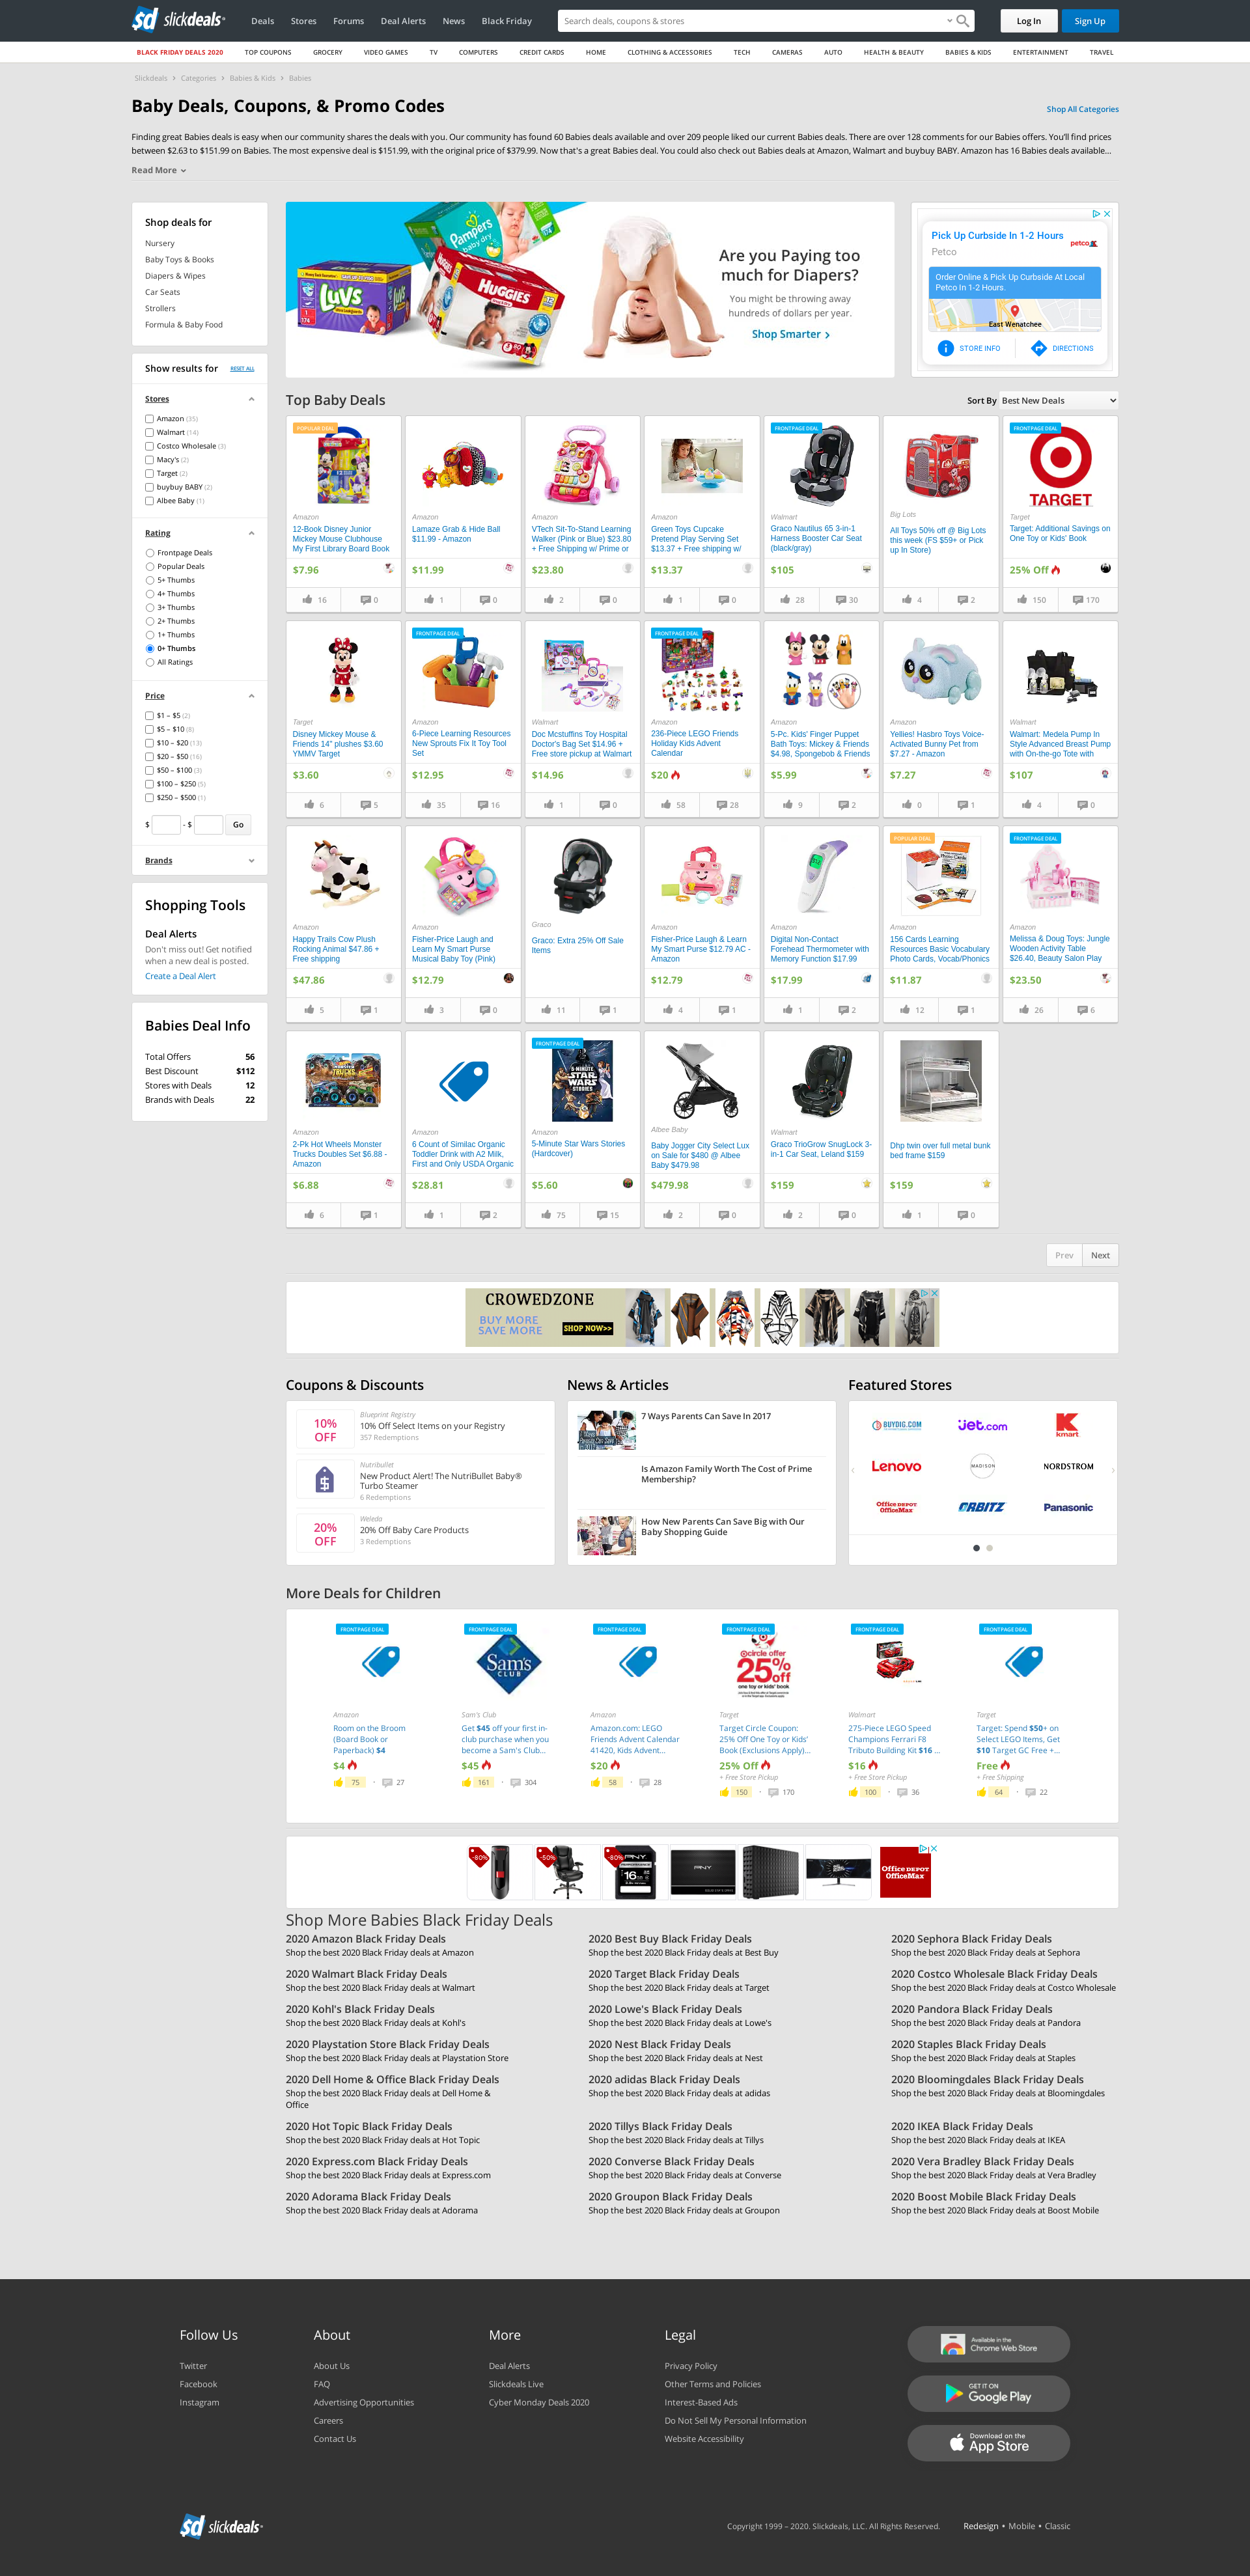 sd slickdeals
Deals
Stores
Forums
Deal Alerts
News
Black Friday
Search deals, coupons & stores
Log In
Sign Up
BLACK FRIDAY DEALS 2020
TOP COUPONS
GROCERY
VIDEO GAMES
TV
COMPUTERS
CREDIT CARDS
HOME
CLOTHING & ACCESSORIES
TECH
CAMERAS
AUTO
HEALTH & BEAUTY
BABIES & KIDS
ENTERTAINMENT
TRAVEL
Slickdeals > Categories > Babies & Kids > Babies
Baby Deals, Coupons, & Promo Codes
Shop All Categories
Finding great Babies deals is easy when our community shares the deals with you. Our community has found 60 Babies deals available and over 209 people liked our current Babies deals. There are over 128 comments for our Babies offers. You'll find prices
between $2.63 to $151.99 on Babies. The most expensive deal is $151.99, with the original price of $379.99. Now that's a great Babies deal. You could also check out Babies deals at Amazon, Walmart and buybuy BABY. Amazon has 16 Babies deals available...
Read More
Shop deals for
Nursery
Baby Toys & Books
Diapers & Wipes
Car Seats
Strollers
Formula & Baby Food
Show results for
RESET ALL
Stores
Amazon (35)
Walmart (14)
Costco Wholesale (3)
Macy's (2)
Target (2)
buybuy BABY (2)
Albee Baby (1)
Rating
Frontpage Deals
Popular Deals
5+ Thumbs
4+ Thumbs
3+ Thumbs
2+ Thumbs
1+ Thumbs
0+ Thumbs
All Ratings
Price
$1 – $5 (2)
$5 – $10 (8)
$10 – $20 (13)
$20 – $50 (16)
$50 – $100 (3)
$100 – $250 (5)
$250 – $500 (1)
$ - $ Go
Brands
Shopping Tools
Deal Alerts
Don't miss out! Get notified
when a new deal is posted.
Create a Deal Alert
Babies Deal Info
Total Offers 56
Best Discount $112
Stores with Deals 12
Brands with Deals 22
Pampers
baby dry
174
Luvs
HUGGIES
Are you Paying too
much for Diapers?
You might be throwing away
hundreds of dollars per year.
Shop Smarter
Pick Up Curbside In 1-2 Hours
Petco
petco
Order Online & Pick Up Curbside At Local
Petco In 1-2 Hours.
East Wenatchee
STORE INFO
DIRECTIONS
Top Baby Deals
Sort By Best New Deals
POPULAR DEAL
Amazon
12-Book Disney Junior
Mickey Mouse Clubhouse
My First Library Board Book
$7.96
16 0
Amazon
Lamaze Grab & Hide Ball
$11.99 - Amazon
$11.99
1 0
Amazon
VTech Sit-To-Stand Learning
Walker (Pink or Blue) $23.80
+ Free Shipping w/ Prime or
$23.80
2 0
Amazon
Green Toys Cupcake
Pretend Play Serving Set
$13.37 + Free shipping w/
$13.37
1 0
FRONTPAGE DEAL
Walmart
Graco Nautilus 65 3-in-1
Harness Booster Car Seat
(black/gray)
$105
28 30
Big Lots
All Toys 50% off @ Big Lots
this week (FS $59+ or Pick
up In Store)
4 2
FRONTPAGE DEAL
TARGET
Target
Target: Additional Savings on
One Toy or Kids' Book
25% Off
150 170
Target
Disney Mickey Mouse &
Friends 14" plushes $3.60
YMMV Target
$3.60
6 5
FRONTPAGE DEAL
Amazon
6-Piece Learning Resources
New Sprouts Fix It Toy Tool
Set
$12.95
35 16
Walmart
Doc Mcstuffins Toy Hospital
Doctor's Bag Set $14.96 +
Free store pickup at Walmart
$14.96
1 0
FRONTPAGE DEAL
Amazon
236-Piece LEGO Friends
Holiday Kids Advent
Calendar
$20
58 28
Amazon
5-Pc. Kids' Finger Puppet
Bath Toys: Mickey & Friends
$4.98, Spongebob & Friends
$5.99
9 2
Amazon
Yellies! Hasbro Toys Voice-
Activated Bunny Pet from
$7.27 - Amazon
$7.27
0 1
Walmart
Walmart: Medela Pump In
Style Advanced Breast Pump
with On-the-go Tote with
$107
4 0
Amazon
Happy Trails Cow Plush
Rocking Animal $47.86 +
Free shipping
$47.86
5 1
Amazon
Fisher-Price Laugh and
Learn My Smart Purse
Musical Baby Toy (Pink)
$12.79
3 0
Graco
Graco: Extra 25% Off Sale
Items
11 1
Amazon
Fisher-Price Laugh & Learn
My Smart Purse $12.79 AC -
Amazon
$12.79
4 1
Amazon
Digital Non-Contact
Forehead Thermometer with
Memory Function $17.99
$17.99
1 2
POPULAR DEAL
Amazon
156 Cards Learning
Resources Basic Vocabulary
Photo Cards, Vocab/Phonics
$11.87
12 1
FRONTPAGE DEAL
Amazon
Melissa & Doug Toys: Jungle
Wooden Activity Table
$26.40, Beauty Salon Play
$23.50
26 6
Amazon
2-Pk Hot Wheels Monster
Trucks Doubles Set $6.88 -
Amazon
$6.88
6 1
Amazon
6 Count of Similac Organic
Toddler Drink with A2 Milk,
First and Only USDA Organic
$28.81
1 2
FRONTPAGE DEAL
5-MINUTE
STAR WARS
STORIES
Amazon
5-Minute Star Wars Stories
(Hardcover)
$5.60
75 15
Albee Baby
Baby Jogger City Select Lux
on Sale for $480 @ Albee
Baby $479.98
$479.98
2 0
Walmart
Graco TrioGrow SnugLock 3-
in-1 Car Seat, Leland $159
$159
2 0
Dhp twin over full metal bunk
bed frame $159
$159
1 0
Prev
Next
CROWEDZONE
BUY MORE
SAVE MORE
SHOP NOW>>
Coupons & Discounts
10%
OFF
Blueprint Registry
10% Off Select Items on your Registry
357 Redemptions
Nutribullet
New Product Alert! The NutriBullet Baby®
Turbo Steamer
6 Redemptions
20%
OFF
Weleda
20% Off Baby Care Products
3 Redemptions
News & Articles
7 Ways Parents Can Save In 2017
Is Amazon Family Worth The Cost of Prime
Membership?
How New Parents Can Save Big with Our
Baby Shopping Guide
Featured Stores
BUYDIG.COM
jet.com
kmart
Lenovo
MADISON
NORDSTROM
Office DEPOT
OfficeMax
ORBITZ
Panasonic
More Deals for Children
FRONTPAGE DEAL
Amazon
Room on the Broom
(Board Book or
Paperback) $4
$4
75 · 27
FRONTPAGE DEAL
Sam's
CLUB
Sam's Club
Get $45 off your first in-
club purchase when you
become a Sam's Club...
$45
161 · 304
FRONTPAGE DEAL
Amazon
Amazon.com: LEGO
Friends Advent Calendar
41420, Kids Advent...
$20
58 · 28
FRONTPAGE DEAL
circle offer
25%off
one toy or kids' book
Target
Target Circle Coupon:
25% Off One Toy or Kids'
Book (Exclusions Apply)...
25% Off
+ Free Store Pickup
150 · 170
FRONTPAGE DEAL
Walmart
275-Piece LEGO Speed
Champions Ferrari F8
Tributo Building Kit $16 ...
$16
+ Free Store Pickup
100 · 36
FRONTPAGE DEAL
Target
Target: Spend $50+ on
Select LEGO Items, Get
$10 Target GC Free +...
Free
+ Free Shipping
64 · 22
-80%
-50%
-80%
PNY
16
PNY
Office DEPOT
OfficeMax
Shop More Babies Black Friday Deals
2020 Amazon Black Friday Deals
Shop the best 2020 Black Friday deals at Amazon
2020 Best Buy Black Friday Deals
Shop the best 2020 Black Friday deals at Best Buy
2020 Sephora Black Friday Deals
Shop the best 2020 Black Friday deals at Sephora
2020 Walmart Black Friday Deals
Shop the best 2020 Black Friday deals at Walmart
2020 Target Black Friday Deals
Shop the best 2020 Black Friday deals at Target
2020 Costco Wholesale Black Friday Deals
Shop the best 2020 Black Friday deals at Costco Wholesale
2020 Kohl's Black Friday Deals
Shop the best 2020 Black Friday deals at Kohl's
2020 Lowe's Black Friday Deals
Shop the best 2020 Black Friday deals at Lowe's
2020 Pandora Black Friday Deals
Shop the best 2020 Black Friday deals at Pandora
2020 Playstation Store Black Friday Deals
Shop the best 2020 Black Friday deals at Playstation Store
2020 Nest Black Friday Deals
Shop the best 2020 Black Friday deals at Nest
2020 Staples Black Friday Deals
Shop the best 2020 Black Friday deals at Staples
2020 Dell Home & Office Black Friday Deals
Shop the best 2020 Black Friday deals at Dell Home &
Office
2020 adidas Black Friday Deals
Shop the best 2020 Black Friday deals at adidas
2020 Bloomingdales Black Friday Deals
Shop the best 2020 Black Friday deals at Bloomingdales
2020 Hot Topic Black Friday Deals
Shop the best 2020 Black Friday deals at Hot Topic
2020 Tillys Black Friday Deals
Shop the best 2020 Black Friday deals at Tillys
2020 IKEA Black Friday Deals
Shop the best 2020 Black Friday deals at IKEA
2020 Express.com Black Friday Deals
Shop the best 2020 Black Friday deals at Express.com
2020 Converse Black Friday Deals
Shop the best 2020 Black Friday deals at Converse
2020 Vera Bradley Black Friday Deals
Shop the best 2020 Black Friday deals at Vera Bradley
2020 Adorama Black Friday Deals
Shop the best 2020 Black Friday deals at Adorama
2020 Groupon Black Friday Deals
Shop the best 2020 Black Friday deals at Groupon
2020 Boost Mobile Black Friday Deals
Shop the best 2020 Black Friday deals at Boost Mobile
Follow Us
Twitter
Facebook
Instagram
About
About Us
FAQ
Advertising Opportunities
Careers
Contact Us
More
Deal Alerts
Slickdeals Live
Cyber Monday Deals 2020
Legal
Privacy Policy
Other Terms and Policies
Interest-Based Ads
Do Not Sell My Personal Information
Website Accessibility
Available in the
Chrome Web Store
GET IT ON
Google Play
Download on the
App Store
sd slickdeals
Copyright 1999 – 2020. Slickdeals, LLC. All Rights Reserved.
Redesign • Mobile • Classic